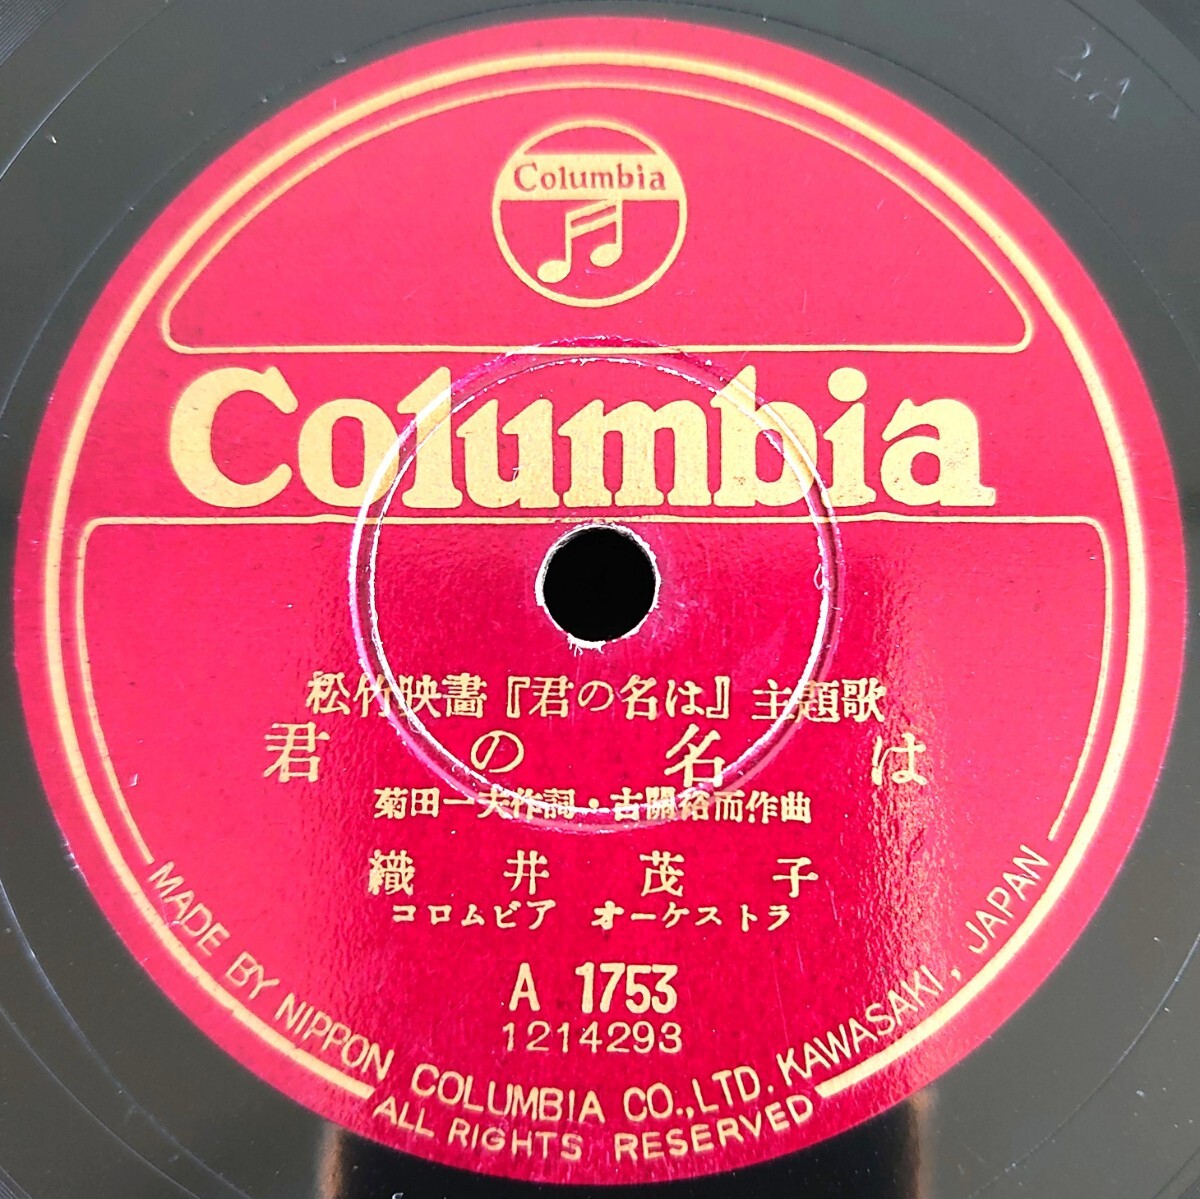 2A
Columbia
Columbia
松竹映畫『君の名は』主題歌
君の名は
菊田一夫作詞・古關裕而作曲
織井茂子
コロムビア オーケストラ
A 1753
1214293
MADE BY NIPPON COLUMBIA CO.,LTD. KAWASAKI, JAPAN
ALL RIGHTS RESERVED